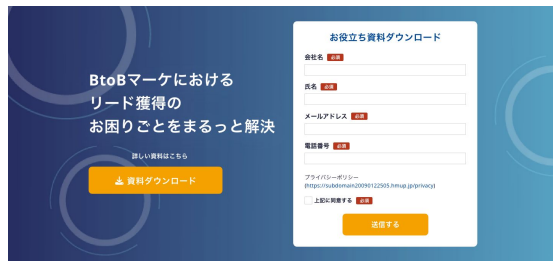 BtoBマーケにおける
リード獲得の
お困りごとをまるっと解決
詳しい資料はこちら
資料ダウンロード
お役立ち資料ダウンロード
会社名 必須
氏名 必須
メールアドレス 必須
電話番号 必須
プライバシーポリシー
(https://subdomain20090122505.hmup.jp/privacy)
上記に同意する 必須
送信する